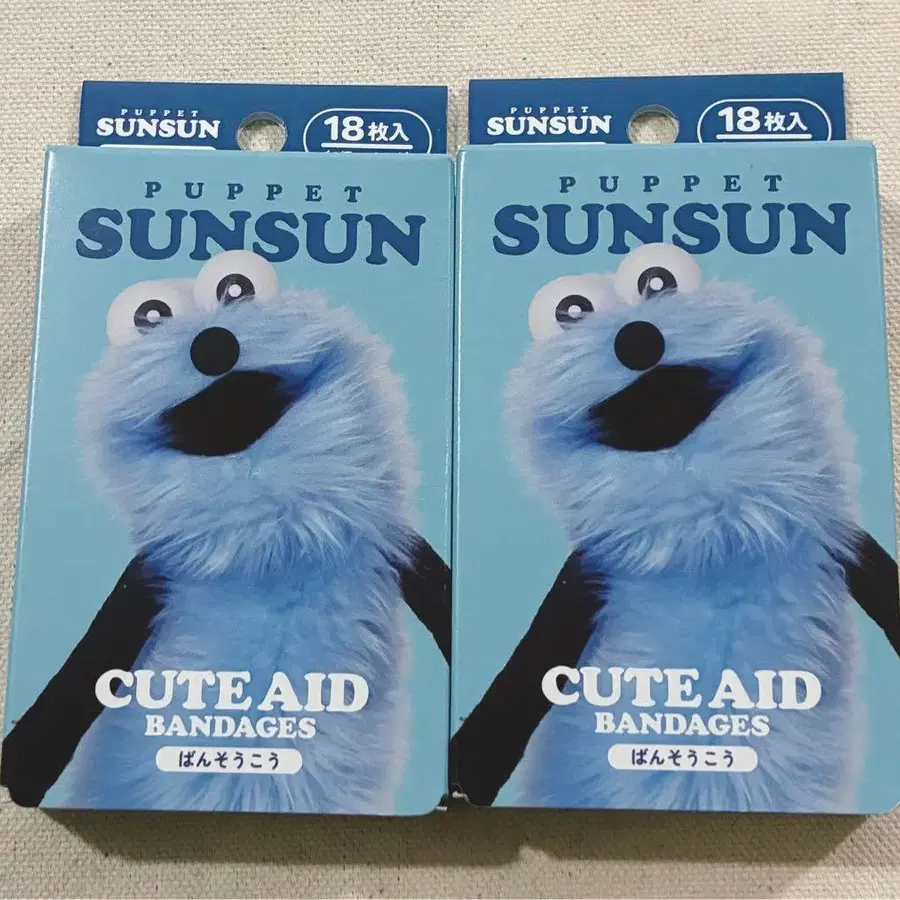 PUPPET
SUNSUN
18枚入
PUPPET
SUNSUN
CUTE AID
BANDAGES
ばんそうこう
PUPPET
SUNSUN
18枚入
PUPPET
SUNSUN
CUTE AID
BANDAGES
ばんそうこう